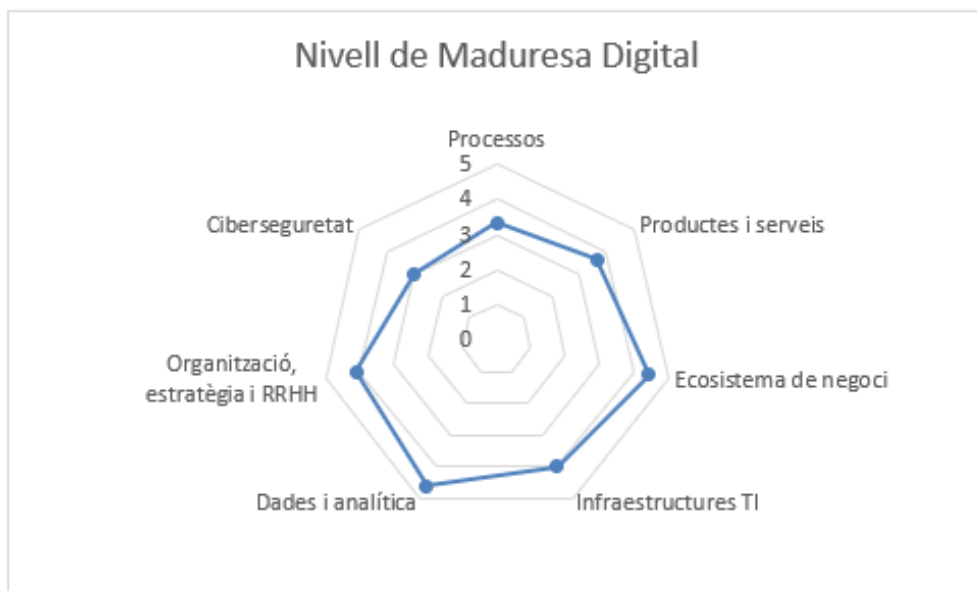 Nivell de Maduresa Digital
Processos
5
4
3
2
1
0
Productes i serveis
Ecosistema de negoci
Infraestructures TI
Dades i analítica
Organització,
estratègia i RRHH
Ciberseguretat